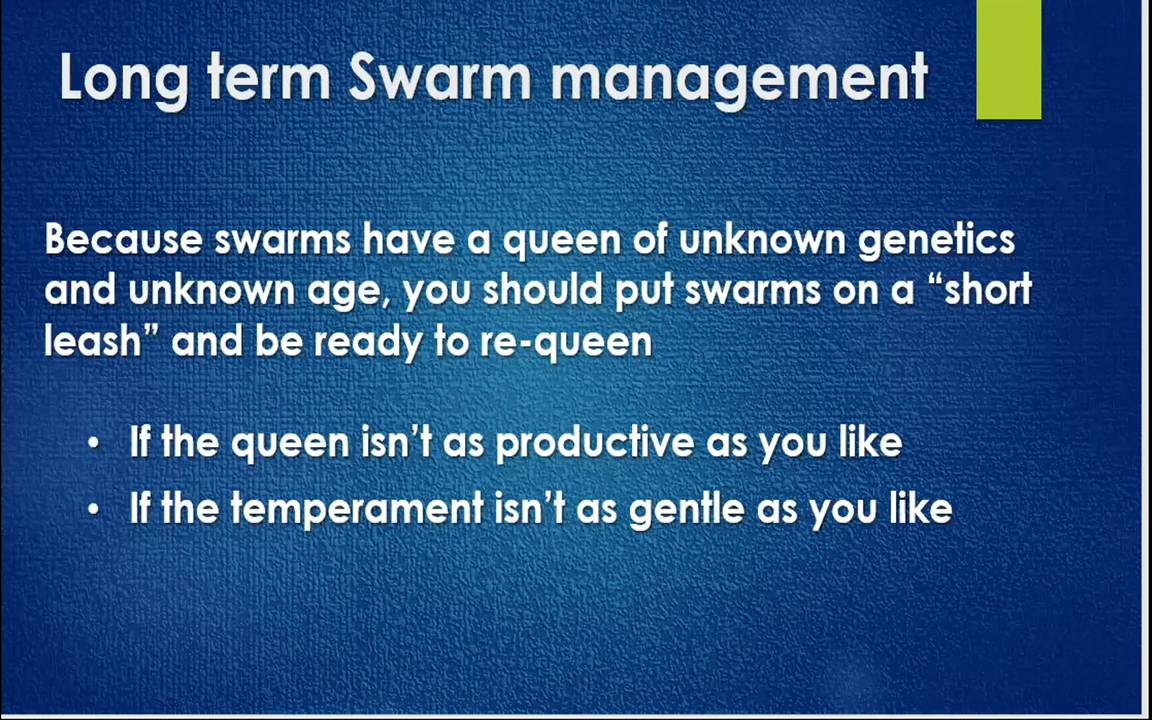 Long term Swarm management
Because swarms have a queen of unknown genetics
and unknown age, you should put swarms on a “short
leash” and be ready to re-queen
• If the queen isn’t as productive as you like
• If the temperament isn’t as gentle as you like